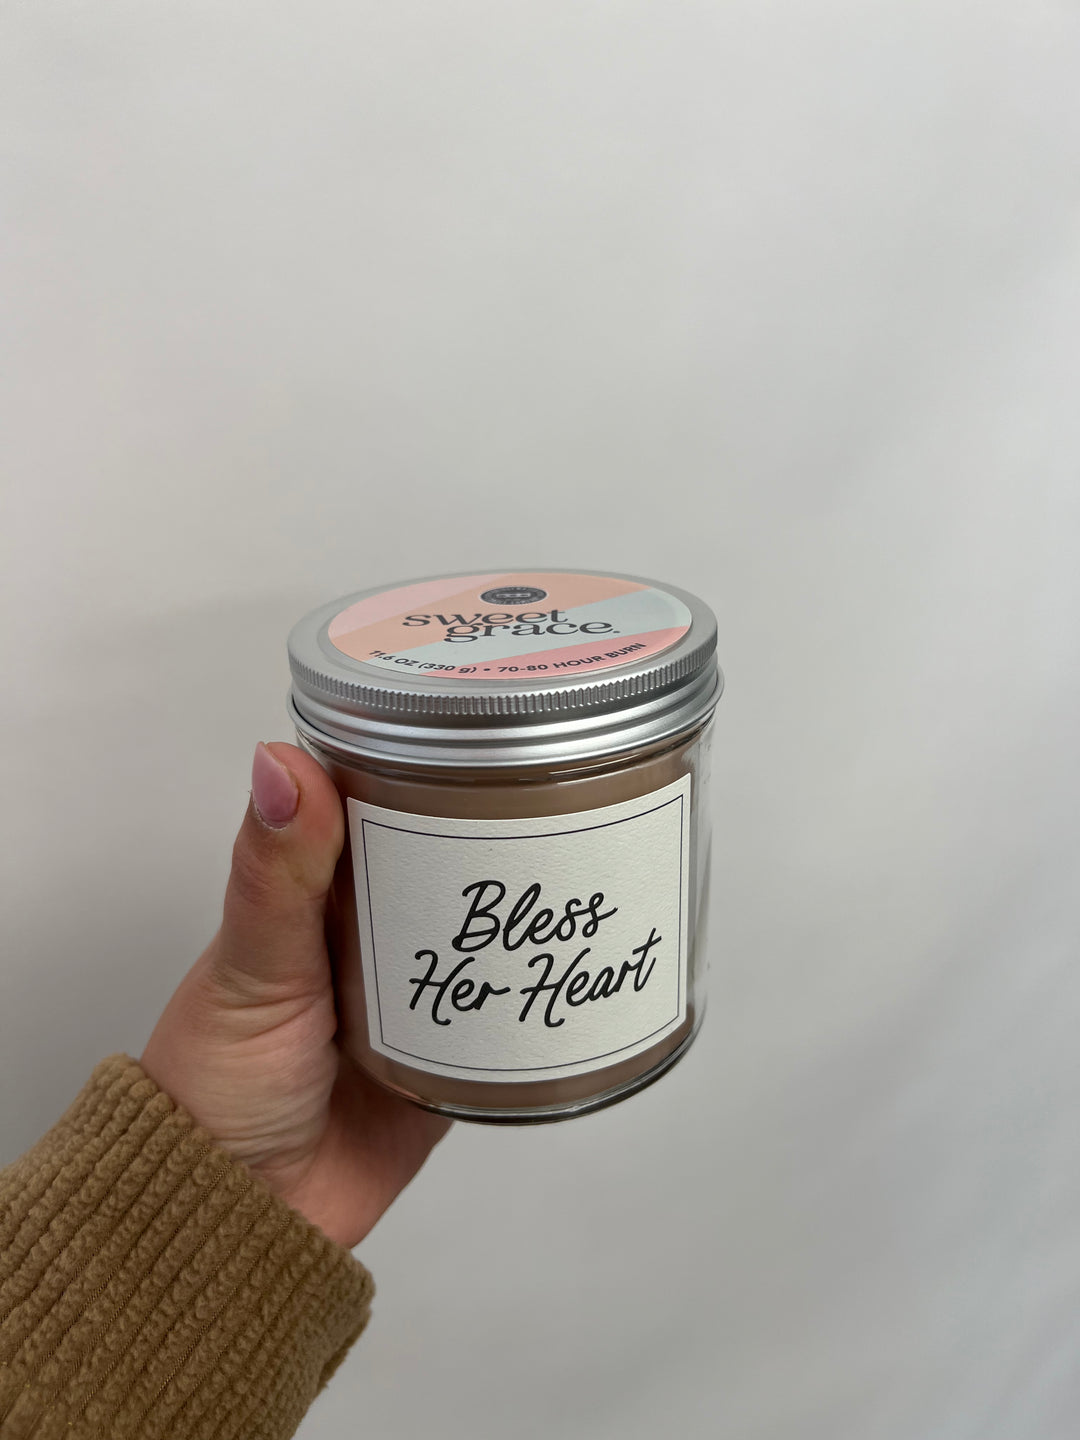 sweet
grace.
11.6 OZ (330 g) • 70-80 HOUR BURN
Bless
Her Heart